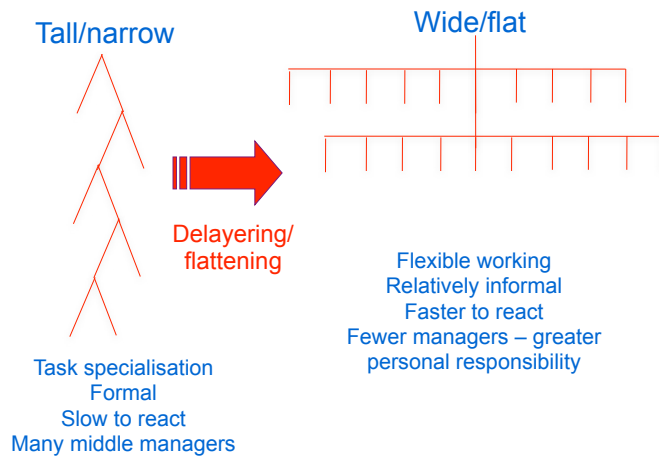 Tall/narrow
Wide/flat
Delayering/
flattening
Flexible working
Relatively informal
Faster to react
Fewer managers – greater
personal responsibility
Task specialisation
Formal
Slow to react
Many middle managers